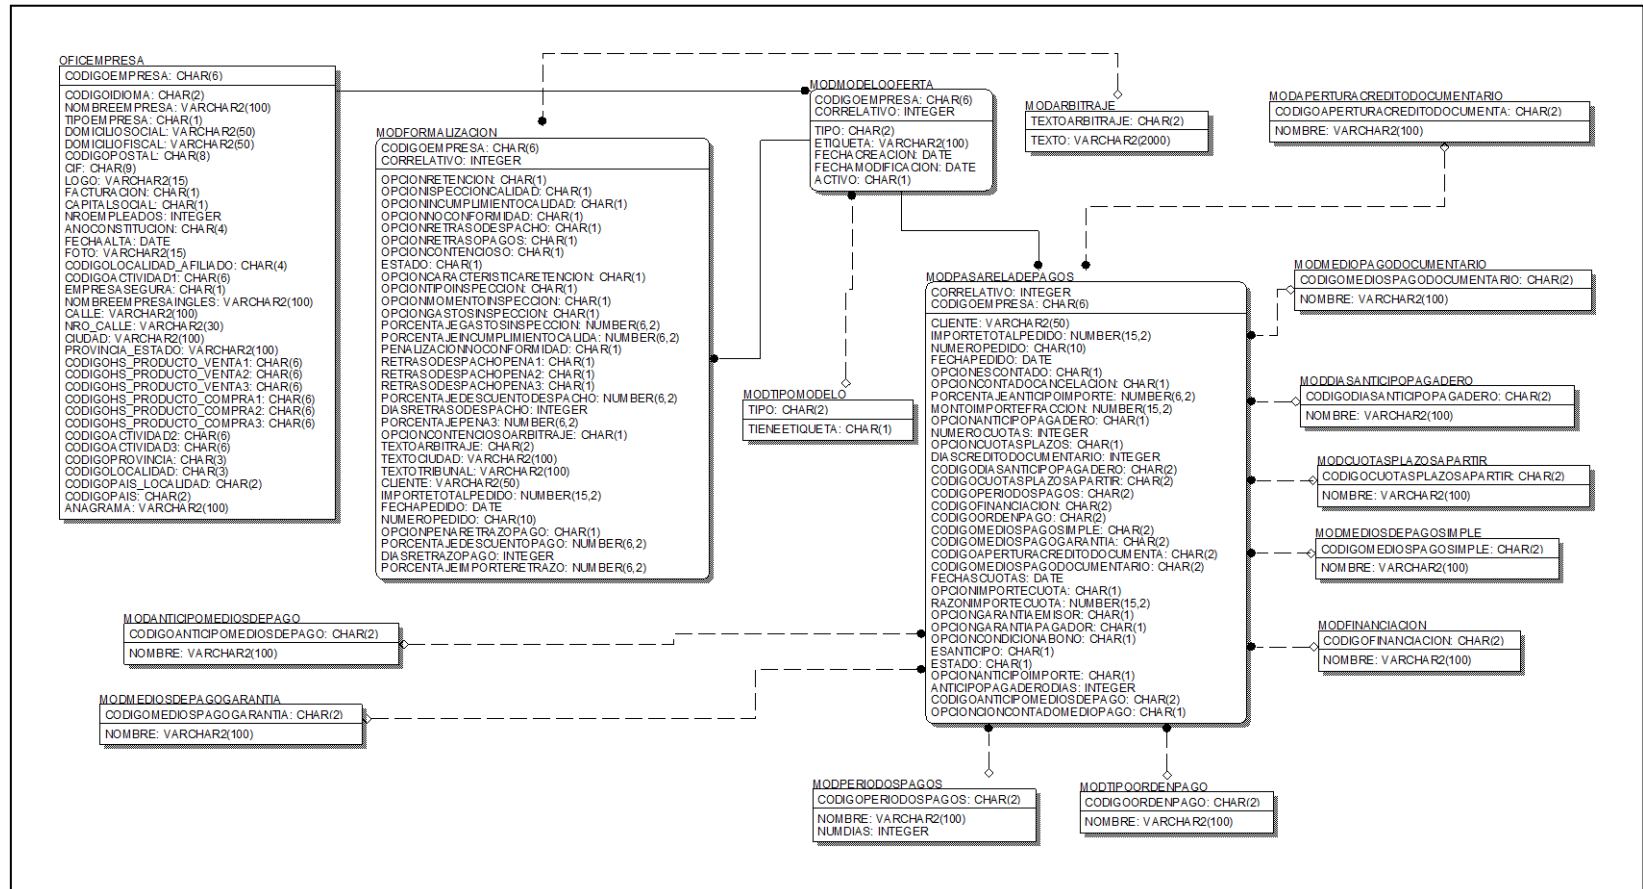 OFICEMPRESA
CODIGOEMPRESA: CHAR(6)
CODIGOIDIOMA: CHAR(2)
NOMBREEMPRESA: VARCHAR2(100)
TIPOEMPRESA: CHAR(1)
DOMICILIOSOCIAL: VARCHAR2(50)
DOMICILIOFISCAL: VARCHAR2(50)
CODIGOPOSTAL: CHAR(8)
CIF: CHAR(9)
LOGO: VARCHAR2(15)
FACTURACION: CHAR(1)
CAPITALSOCIAL: CHAR(1)
NROEMPLEADOS: INTEGER
ANOCONSTITUCION: CHAR(4)
FECHAALTA: DATE
FOTO: VARCHAR2(15)
CODIGOLOCALIDAD_AFILIADO: CHAR(4)
CODIGOACTIVIDAD1: CHAR(6)
EMPRESASEGURA: CHAR(1)
NOMBREEMPRESAINGLES: VARCHAR2(100)
CALLE: VARCHAR2(100)
NRO_CALLE: VARCHAR2(30)
CIUDAD: VARCHAR2(100)
PROVINCIA_ESTADO: VARCHAR2(100)
CODIGOHS_PRODUCTO_VENTA1: CHAR(6)
CODIGOHS_PRODUCTO_VENTA2: CHAR(6)
CODIGOHS_PRODUCTO_VENTA3: CHAR(6)
CODIGOHS_PRODUCTO_COMPRA1: CHAR(6)
CODIGOHS_PRODUCTO_COMPRA2: CHAR(6)
CODIGOHS_PRODUCTO_COMPRA3: CHAR(6)
CODIGOACTIVIDAD2: CHAR(6)
CODIGOACTIVIDAD3: CHAR(6)
CODIGOPROVINCIA: CHAR(3)
CODIGOLOCALIDAD: CHAR(3)
CODIGOPAIS_LOCALIDAD: CHAR(2)
CODIGOPAIS: CHAR(2)
ANAGRAMA: VARCHAR2(100)
MODFORMALIZACION
CODIGOEMPRESA: CHAR(6)
CORRELATIVO: INTEGER
OPCIONRETENCION: CHAR(1)
OPCIONISPECCIONCALIDAD: CHAR(1)
OPCIONINCUMPLIMIENTOCALIDAD: CHAR(1)
OPCIONNOCONFORMIDAD: CHAR(1)
OPCIONRETRASODESPACHO: CHAR(1)
OPCIONRETRASOPAGOS: CHAR(1)
OPCIONCONTENCIOSO: CHAR(1)
ESTADO: CHAR(1)
OPCIONCARACTERISTICARETENCION: CHAR(1)
OPCIONTIPOINSPECCION: CHAR(1)
OPCIONMOMENTOINSPECCION: CHAR(1)
OPCIONGASTOSINSPECCION: CHAR(1)
PORCENTAJEGASTOSINSPECCION: NUMBER(6,2)
PORCENTAJEINCUMPLIMIENTOCALIDA: NUMBER(6,2)
PENALIZACIONNOCONFORMIDAD: CHAR(1)
RETRASODESPACHOPENA1: CHAR(1)
RETRASODESPACHOPENA2: CHAR(1)
RETRASODESPACHOPENA3: CHAR(1)
PORCENTAJEDESCUENTODESPACHO: NUMBER(6,2)
DIASRETRASODESPACHO: INTEGER
PORCENTAJEPENA3: NUMBER(6,2)
OPCIONCONTENCIOSOARBITRAJE: CHAR(1)
TEXTOARBITRAJE: CHAR(2)
TEXTOCIUDAD: VARCHAR2(100)
TEXTOTRIBUNAL: VARCHAR2(100)
CLIENTE: VARCHAR2(50)
IMPORTETOTALPEDIDO: NUMBER(15,2)
FECHAPEDIDO: DATE
NUMEROPEDIDO: CHAR(10)
OPCIONPENARETRAZOPAGO: CHAR(1)
PORCENTAJEDESCUENTOPAGO: NUMBER(6,2)
DIASRETRAZOPAGO: INTEGER
PORCENTAJEIMPORTERETRAZO: NUMBER(6,2)
MODMODELOOFERTA
CODIGOEMPRESA: CHAR(6)
CORRELATIVO: INTEGER
TIPO: CHAR(2)
ETIQUETA: VARCHAR2(100)
FECHACREACION: DATE
FECHAMODIFICACION: DATE
ACTIVO: CHAR(1)
MODARBITRAJE
TEXTOARBITRAJE: CHAR(2)
TEXTO: VARCHAR2(2000)
MODAPERTURACREDITODOCUMENTARIO
CODIGOAPERTURACREDITODOCUMENTA: CHAR(2)
NOMBRE: VARCHAR2(100)
MODTIPOMODELO
TIPO: CHAR(2)
TIENEETIQUETA: CHAR(1)
MODPASARELADEPAGOS
CORRELATIVO: INTEGER
CODIGOEMPRESA: CHAR(6)
CLIENTE: VARCHAR2(50)
IMPORTETOTALPEDIDO: NUMBER(15,2)
NUMEROPEDIDO: CHAR(10)
FECHAPEDIDO: DATE
OPCIONESCONTADO: CHAR(1)
OPCIONCONTADOCANCELACION: CHAR(1)
PORCENTAJEANTICIPOIMPORTE: NUMBER(6,2)
MONTOIMPORTEFRACCION: NUMBER(15,2)
OPCIONANTICIPOPAGADERO: CHAR(1)
NUMEROCUOTAS: INTEGER
OPCIONCUOTASPLAZOS: CHAR(1)
DIASCREDITODOCUMENTARIO: INTEGER
CODIGODIASANTICIPOPAGADERO: CHAR(2)
CODIGOCUOTASPLAZOSAPARTIR: CHAR(2)
CODIGOPERIODOSPAGOS: CHAR(2)
CODIGOFINANCIACION: CHAR(2)
CODIGOORDENPAGO: CHAR(2)
CODIGOMEDIOSPAGOSIMPLE: CHAR(2)
CODIGOMEDIOSPAGOGARANTIA: CHAR(2)
CODIGOAPERTURACREDITODOCUMENTA: CHAR(2)
CODIGOMEDIOSPAGODOCUMENTARIO: CHAR(2)
FECHASCUOTAS: DATE
OPCIONIMPORTECUOTA: CHAR(1)
RAZONIMPORTECUOTA: NUMBER(15,2)
OPCIONGARANTIAEMISOR: CHAR(1)
OPCIONGARANTIAPAGADOR: CHAR(1)
OPCIONCONDICIONABONO: CHAR(1)
ESANTICIPO: CHAR(1)
ESTADO: CHAR(1)
OPCIONANTICIPOIMPORTE: CHAR(1)
ANTICIPOPAGADERODIAS: INTEGER
CODIGOANTICIPOMEDIOSDEPAGO: CHAR(2)
OPCIONCIONCONTADOMEDIOPAGO: CHAR(1)
MODMEDIOPAGODOCUMENTARIO
CODIGOMEDIOSPAGODOCUMENTARIO: CHAR(2)
NOMBRE: VARCHAR2(100)
MODDIASANTICIPOPAGADERO
CODIGODIASANTICIPOPAGADERO: CHAR(2)
NOMBRE: VARCHAR2(100)
MODCUOTASPLAZOSAPARTIR
CODIGOCUOTASPLAZOSAPARTIR: CHAR(2)
NOMBRE: VARCHAR2(100)
MODMEDIOSDEPAGOSIMPLE
CODIGOMEDIOSPAGOSIMPLE: CHAR(2)
NOMBRE: VARCHAR2(100)
MODFINANCIACION
CODIGOFINANCIACION: CHAR(2)
NOMBRE: VARCHAR2(100)
MODANTICIPOMEDIOSDEPAGO
CODIGOANTICIPOMEDIOSDEPAGO: CHAR(2)
NOMBRE: VARCHAR2(100)
MODMEDIOSDEPAGOGARANTIA
CODIGOMEDIOSPAGOGARANTIA: CHAR(2)
NOMBRE: VARCHAR2(100)
MODPERIODOSPAGOS
CODIGOPERIODOSPAGOS: CHAR(2)
NOMBRE: VARCHAR2(100)
NUMDIAS: INTEGER
MODTIPOORDENPAGO
CODIGOORDENPAGO: CHAR(2)
NOMBRE: VARCHAR2(100)